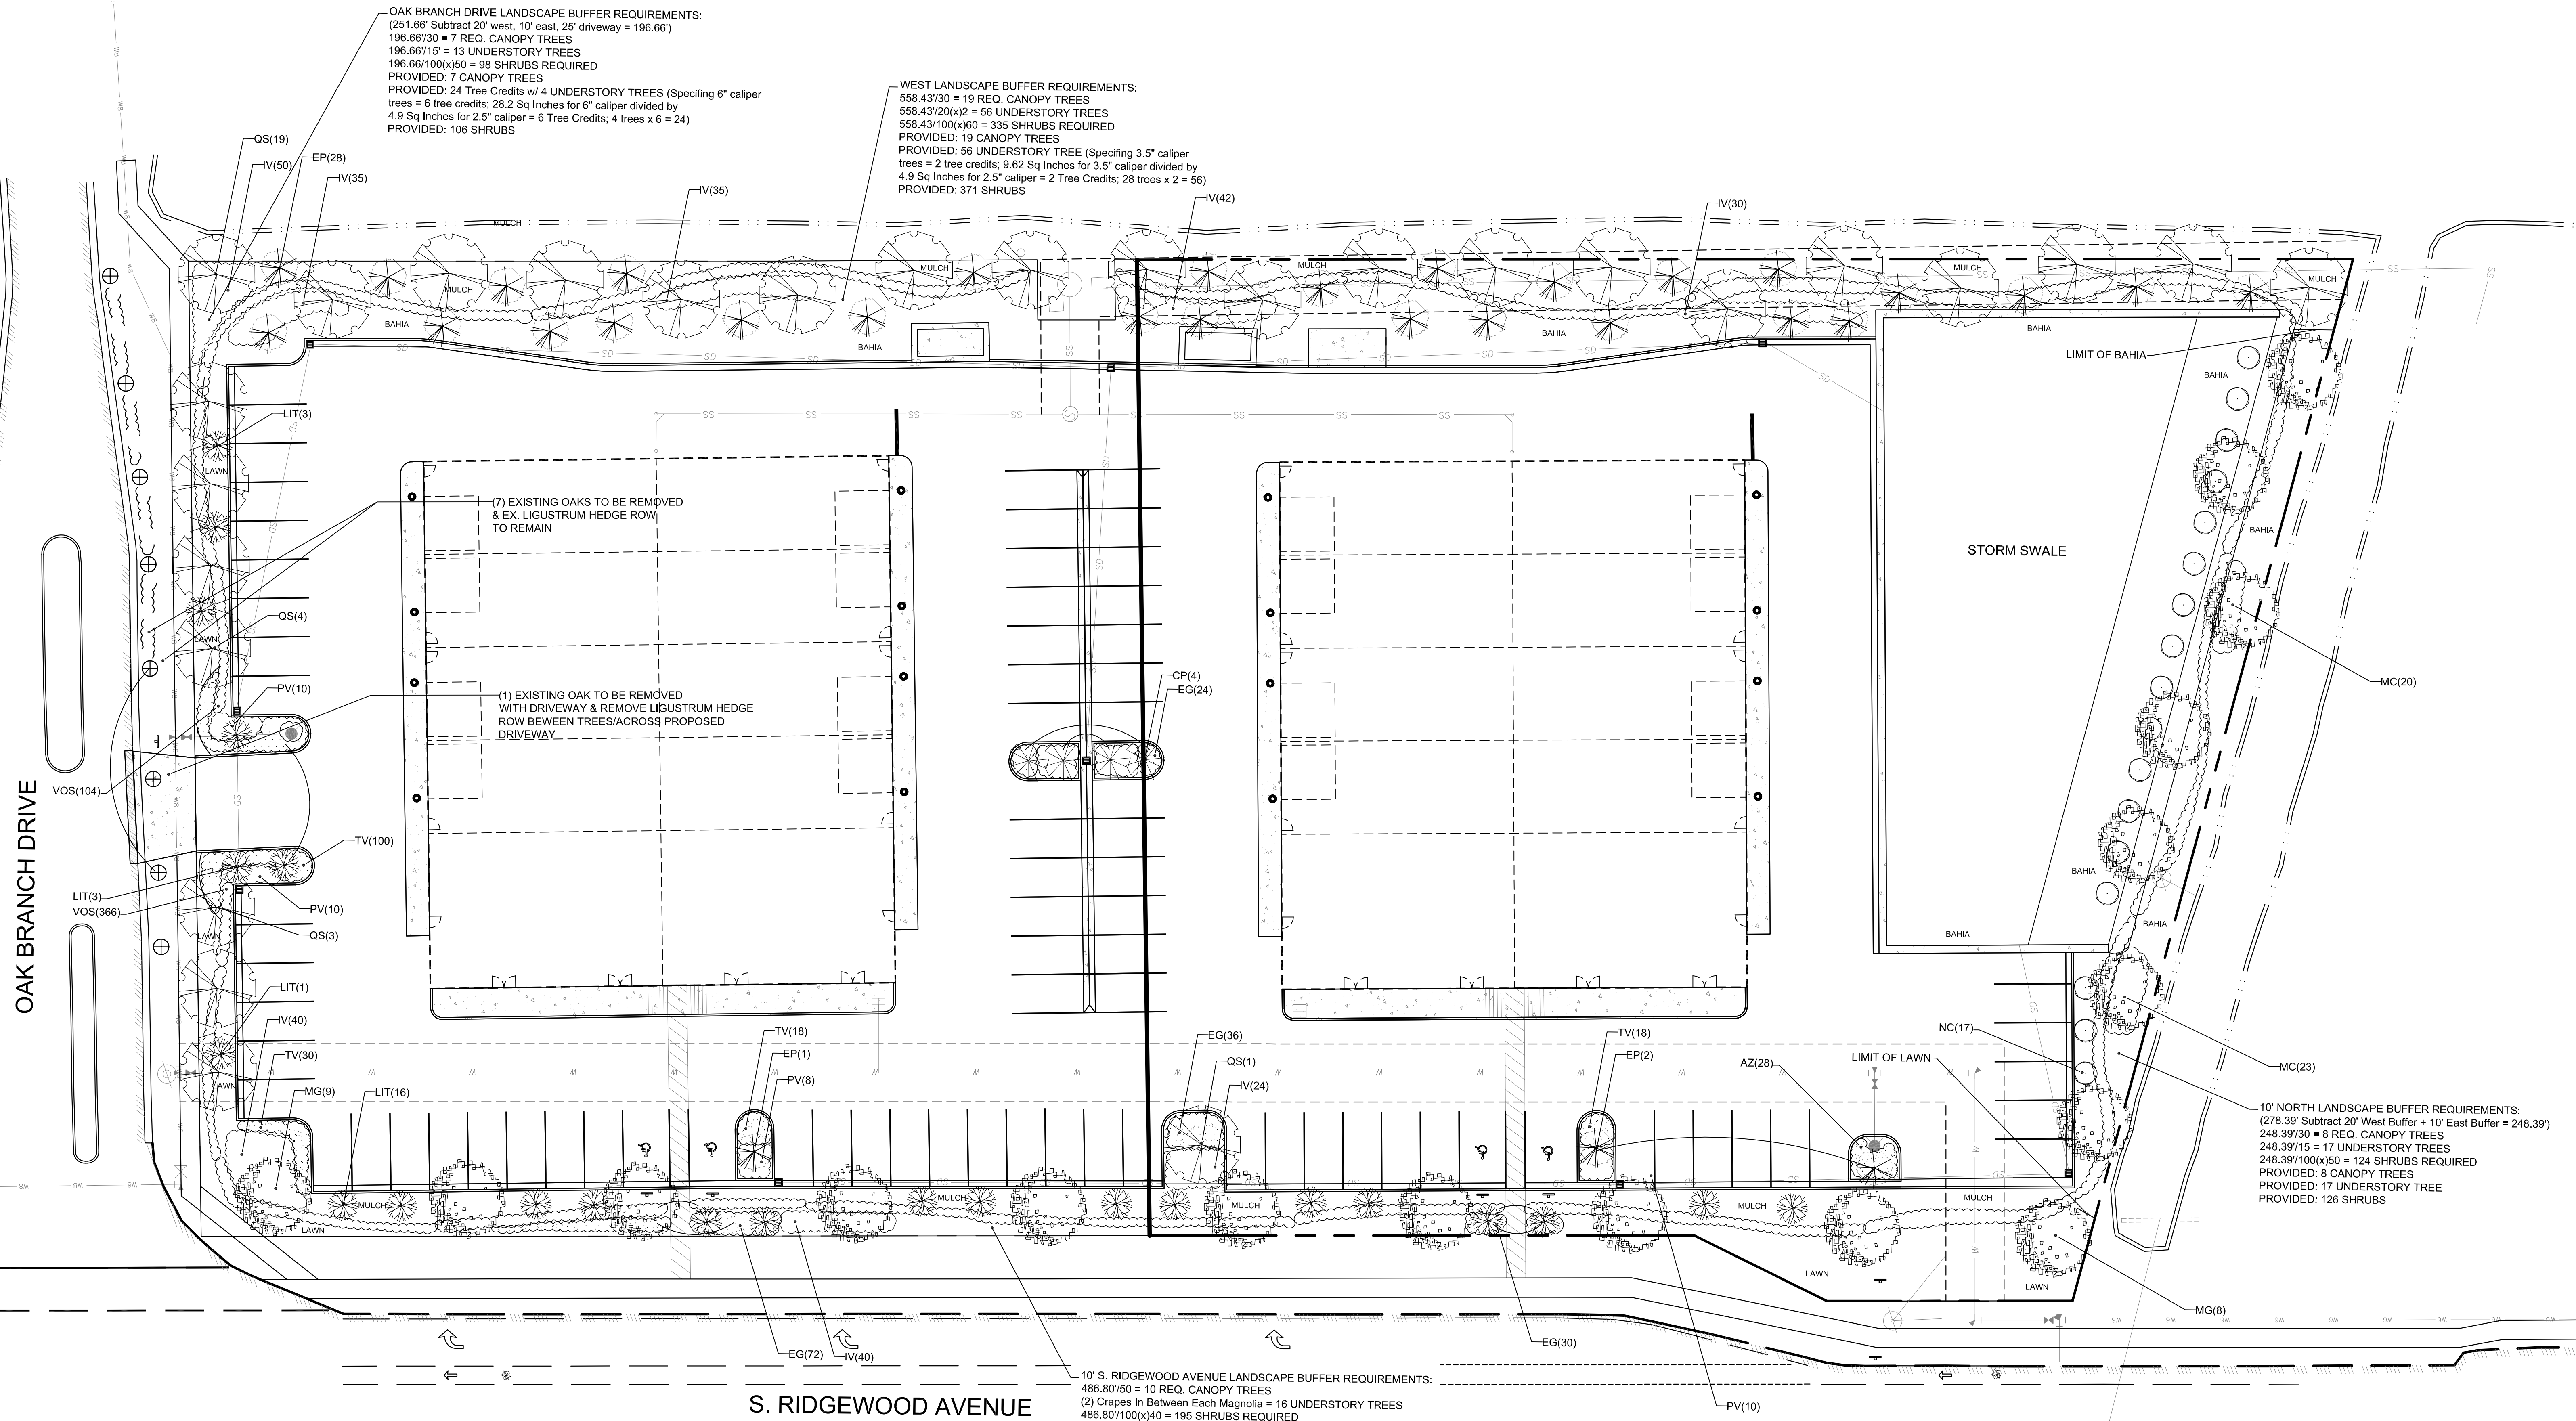 OAK BRANCH DRIVE LANDSCAPE BUFFER REQUIREMENTS:
(251.66' Subtract 20' west, 10' east, 25' driveway = 196.66')
196.66'/30 = 7 REQ. CANOPY TREES
196.66'/15' = 13 UNDERSTORY TREES
196.66/100(x)50 = 98 SHRUBS REQUIRED
PROVIDED: 7 CANOPY TREES
PROVIDED: 24 Tree Credits w/ 4 UNDERSTORY TREES (Specifing 6" caliper
trees = 6 tree credits; 28.2 Sq Inches for 6" caliper divided by
4.9 Sq Inches for 2.5" caliper = 6 Tree Credits; 4 trees x 6 = 24)
PROVIDED: 106 SHRUBS
WEST LANDSCAPE BUFFER REQUIREMENTS:
558.43'/30 = 19 REQ. CANOPY TREES
558.43'/20(x)2 = 56 UNDERSTORY TREES
558.43/100(x)60 = 335 SHRUBS REQUIRED
PROVIDED: 19 CANOPY TREES
PROVIDED: 56 UNDERSTORY TREE (Specifing 3.5" caliper
trees = 2 tree credits; 9.62 Sq Inches for 3.5" caliper divided by
4.9 Sq Inches for 2.5" caliper = 2 Tree Credits; 28 trees x 2 = 56)
PROVIDED: 371 SHRUBS
QS(19)
IV(50)
EP(28)
IV(35)
IV(35)
IV(42)
IV(30)
MULCH
MULCH
MULCH
MULCH
MULCH
MULCH
BAHIA
BAHIA
BAHIA
BAHIA
LIMIT OF BAHIA
BAHIA
SD
SD
SD
SD
SD
SD
SD
SS
SS
SS
SS
SS
SS
SS
SS
LIT(3)
LAWN
(7) EXISTING OAKS TO BE REMOVED
& EX. LIGUSTRUM HEDGE ROW
TO REMAIN
STORM SWALE
BAHIA
QS(4)
LAWN
PV(10)
(1) EXISTING OAK TO BE REMOVED
WITH DRIVEWAY & REMOVE LIGUSTRUM HEDGE
ROW BEWEEN TREES/ACROSS PROPOSED
DRIVEWAY
CP(4)
EG(24)
MC(20)
VOS(104)
TV(100)
OAK BRANCH DRIVE
LIT(3)
VOS(366)
PV(10)
QS(3)
LAWN
BAHIA
BAHIA
BAHIA
LIT(1)
IV(40)
TV(30)
LAWN
MG(9)
LIT(16)
TV(18)
EP(1)
PV(8)
EG(36)
QS(1)
IV(24)
TV(18)
EP(2)
AZ(28)
LIMIT OF LAWN
NC(17)
MC(23)
10' NORTH LANDSCAPE BUFFER REQUIREMENTS:
(278.39' Subtract 20' West Buffer + 10' East Buffer = 248.39')
248.39'/30 = 8 REQ. CANOPY TREES
248.39'/15 = 17 UNDERSTORY TREES
248.39'/100(x)50 = 124 SHRUBS REQUIRED
PROVIDED: 8 CANOPY TREES
PROVIDED: 17 UNDERSTORY TREE
PROVIDED: 126 SHRUBS
MULCH
MULCH
MULCH
MULCH
MULCH
LAWN
LAWN
LAWN
MG(8)
EG(72)
IV(40)
EG(30)
PV(10)
S. RIDGEWOOD AVENUE
10' S. RIDGEWOOD AVENUE LANDSCAPE BUFFER REQUIREMENTS:
486.80'/50 = 10 REQ. CANOPY TREES
(2) Crapes In Between Each Magnolia = 16 UNDERSTORY TREES
486.80'/100(x)40 = 195 SHRUBS REQUIRED